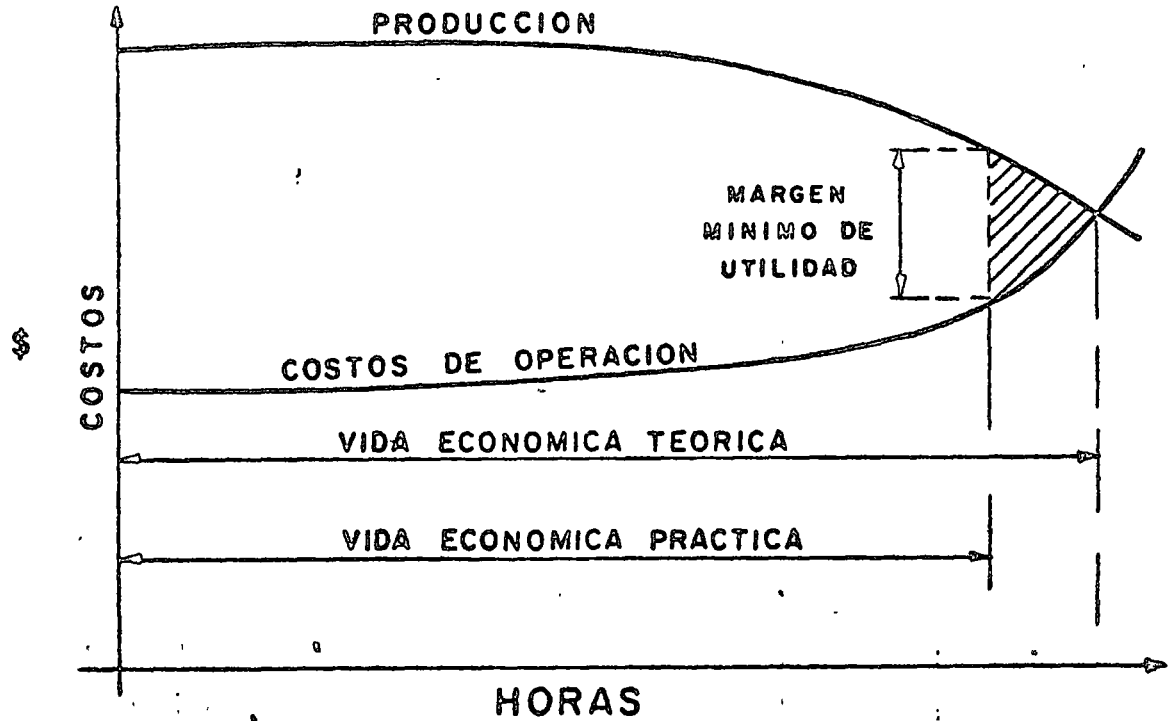 PRODUCCION
MARGEN
MINIMO DE
UTILIDAD
$
COSTOS
COSTOS DE OPERACION
VIDA ECONOMICA TEORICA
VIDA ECONOMICA PRACTICA
HORAS